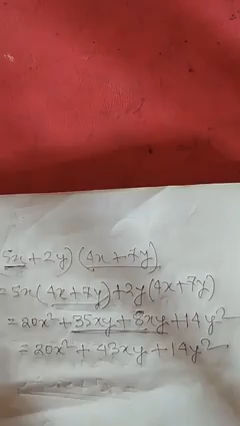 5x+2y)(4x+7y)
=5x(4x+7y)+2y(4x+7y)
=20x²+35xy+8xy+14y²
=20x²+43xy+14y²